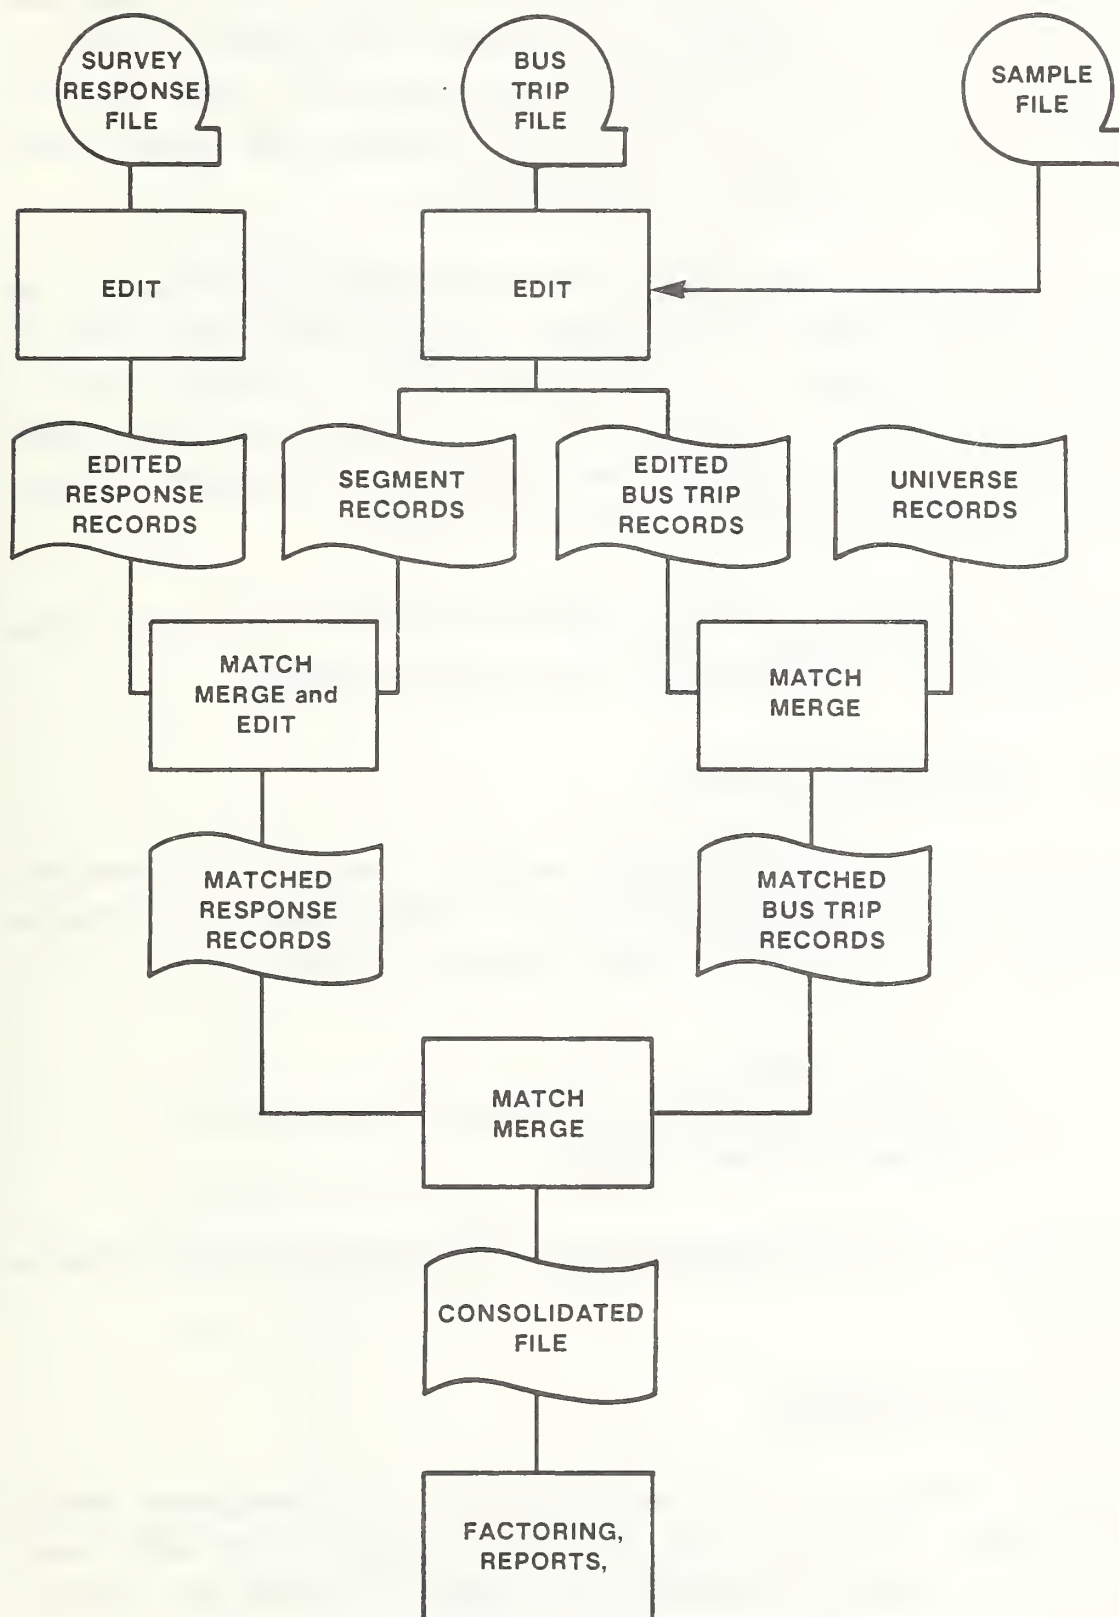 SURVEY
RESPONSE
FILE
BUS
TRIP
FILE
SAMPLE
FILE
EDIT
EDIT
EDITED
RESPONSE
RECORDS
SEGMENT
RECORDS
EDITED
BUS TRIP
RECORDS
UNIVERSE
RECORDS
MATCH
MERGE and
EDIT
MATCH
MERGE
MATCHED
RESPONSE
RECORDS
MATCHED
BUS TRIP
RECORDS
MATCH
MERGE
CONSOLIDATED
FILE
FACTORING,
REPORTS,